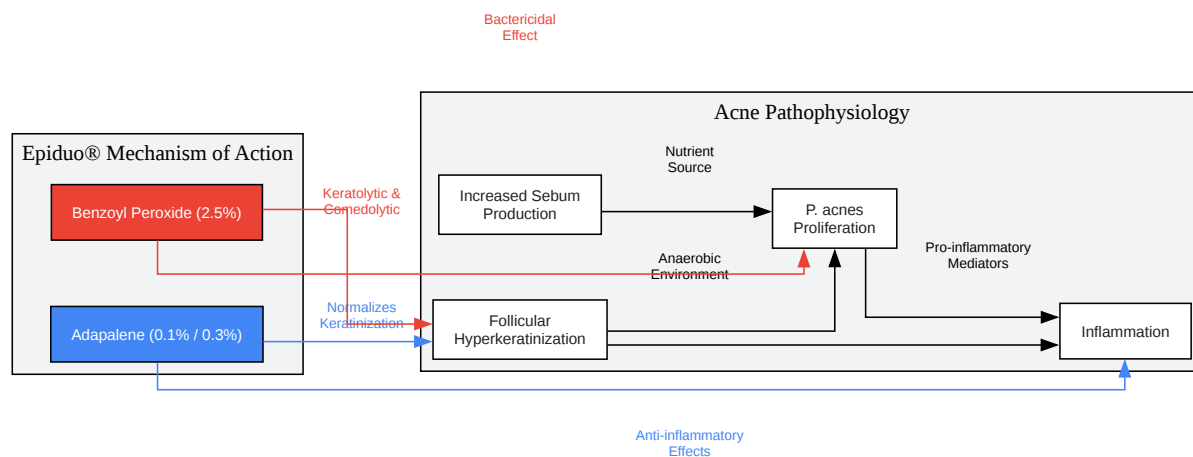 Bactericidal
Effect
Acne Pathophysiology
Epiduo® Mechanism of Action
Nutrient
Source
Benzoyl Peroxide (2.5%)
Keratolytic &
Comedolytic
Increased Sebum
Production
P. acnes
Proliferation
Anaerobic
Environment
Pro-inflammatory
Mediators
Adapalene (0.1% / 0.3%)
Normalizes
Keratinization
Follicular
Hyperkeratinization
Inflammation
Anti-inflammatory
Effects